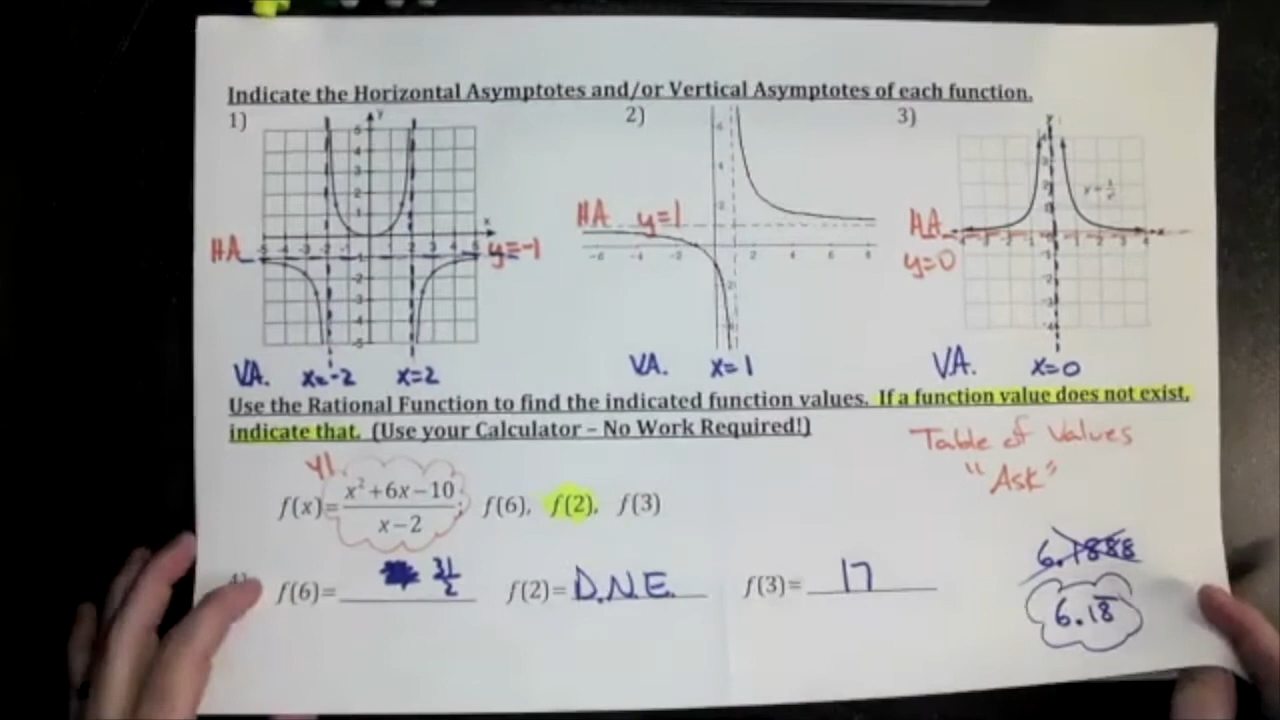 Indicate the Horizontal Asymptotes and/or Vertical Asymptotes of each function.
1) 2) 3)
HA y=-1
HA y=1
HA
y=0
VA. x=-2 x=2 VA. x=1 VA. x=0
Use the Rational Function to find the indicated function values. If a function value does not exist,
indicate that. (Use your Calculator – No Work Required!)
Table of Values
"Ask"
Y1
f(x)= x²+6x−10 / x−2 ; f(6), f(2), f(3)
f(6)= 31/2 f(2)= D.N.E. f(3)= 17
6.1888
6.18̅